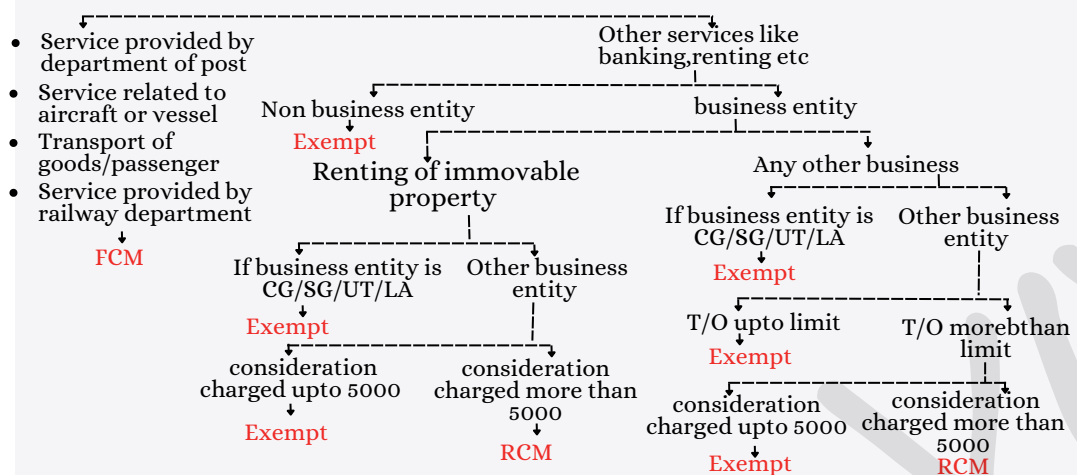 • Service provided by
department of post
• Service related to
aircraft or vessel
• Transport of
goods/passenger
• Service provided by
railway department
FCM
Other services like
banking,renting etc
Non business entity
Exempt
business entity
Renting of immovable
property
If business entity is
CG/SG/UT/LA
Exempt
Other business
entity
consideration
charged upto 5000
Exempt
consideration
charged more than
5000
RCM
Any other business
If business entity is
CG/SG/UT/LA
Exempt
Other business
entity
T/O upto limit
Exempt
T/O morebthan
limit
consideration
charged upto 5000
Exempt
consideration
charged more than
5000
RCM